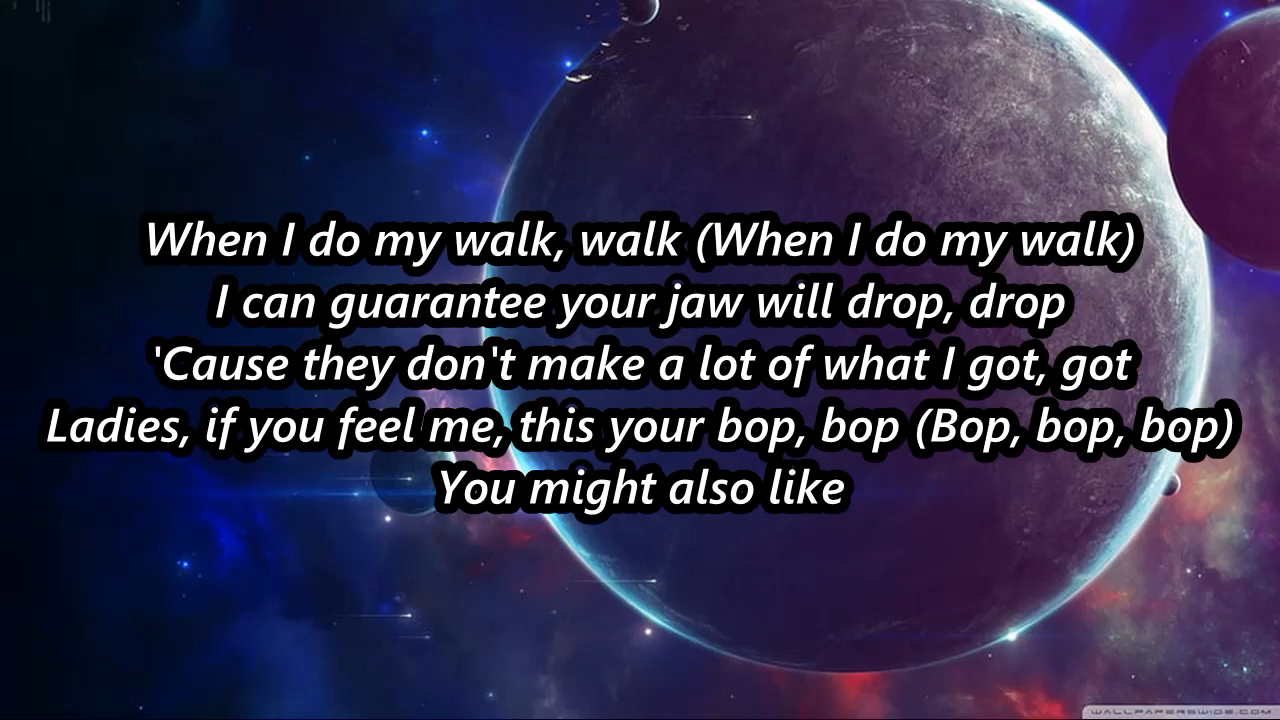 When I do my walk, walk (When I do my walk)
I can guarantee your jaw will drop, drop
'Cause they don't make a lot of what I got, got
Ladies, if you feel me, this your bop, bop (Bop, bop, bop)
You might also like
WALLPAPERSWIDE.COM